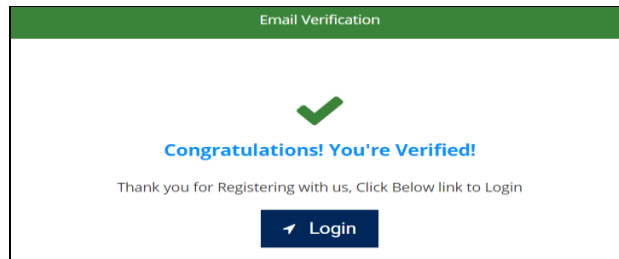 Email Verification
Congratulations! You're Verified!
Thank you for Registering with us, Click Below link to Login
Login